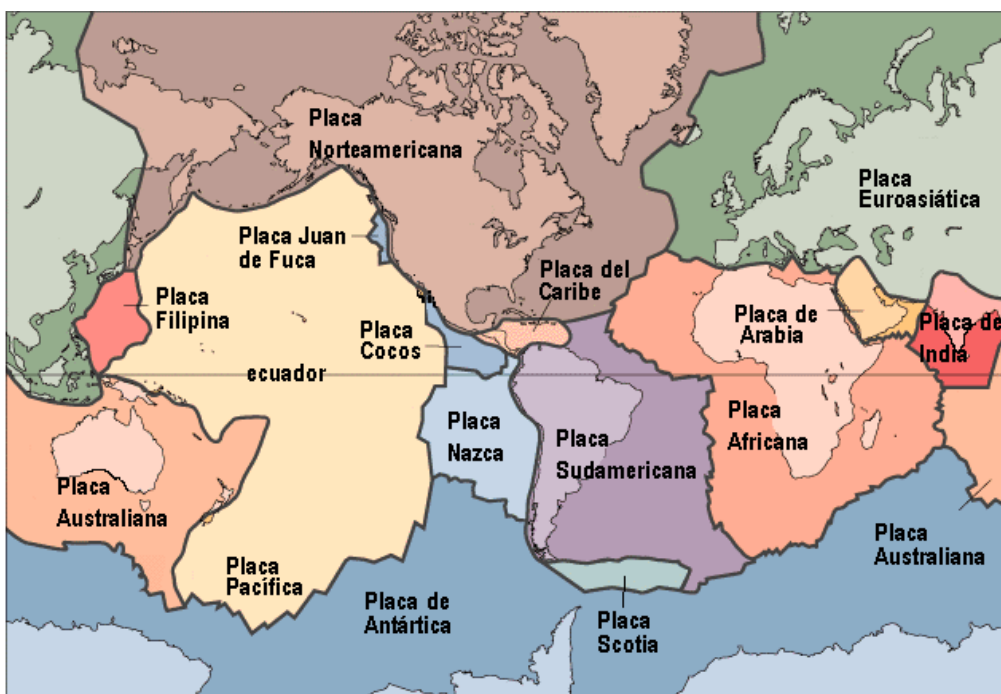 Placa
Norteamericana
Placa
Euroasiática
Placa Juan
de Fuca
Placa del
Caribe
Placa
Filipina
Placa de
Arabia
Placa de
India
Placa
Cocos
ecuador
Placa
Nazca
Placa
Sudamericana
Placa
Africana
Placa
Australiana
Placa
Australiana
Placa
Pacífica
Placa de
Antártica
Placa
Scotia